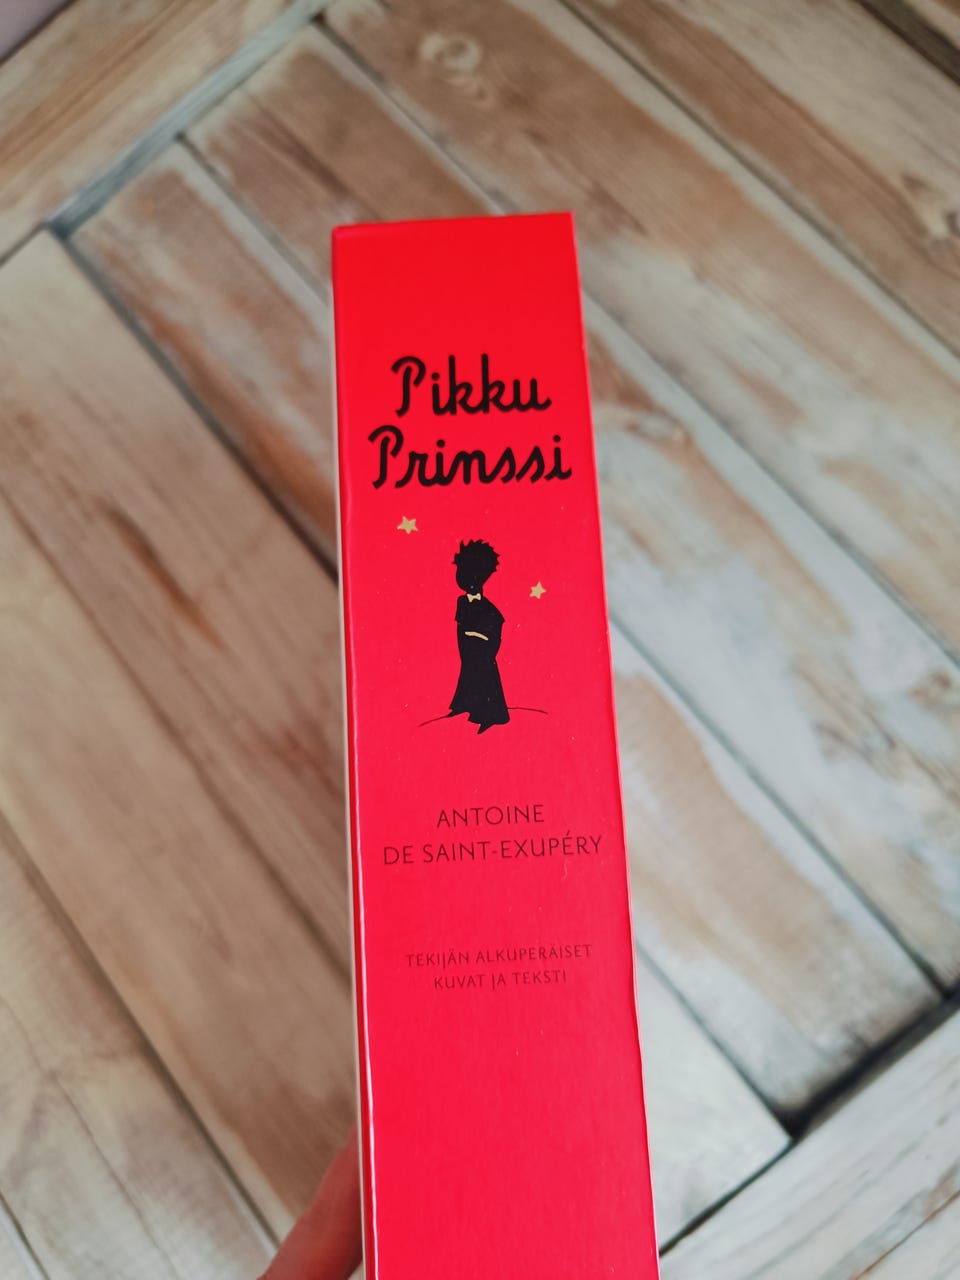 Pikku
Prinssi
ANTOINE
DE SAINT-EXUPÉRY
TEKIJÄN ALKUPERÄISET
KUVAT JA TEKSTI